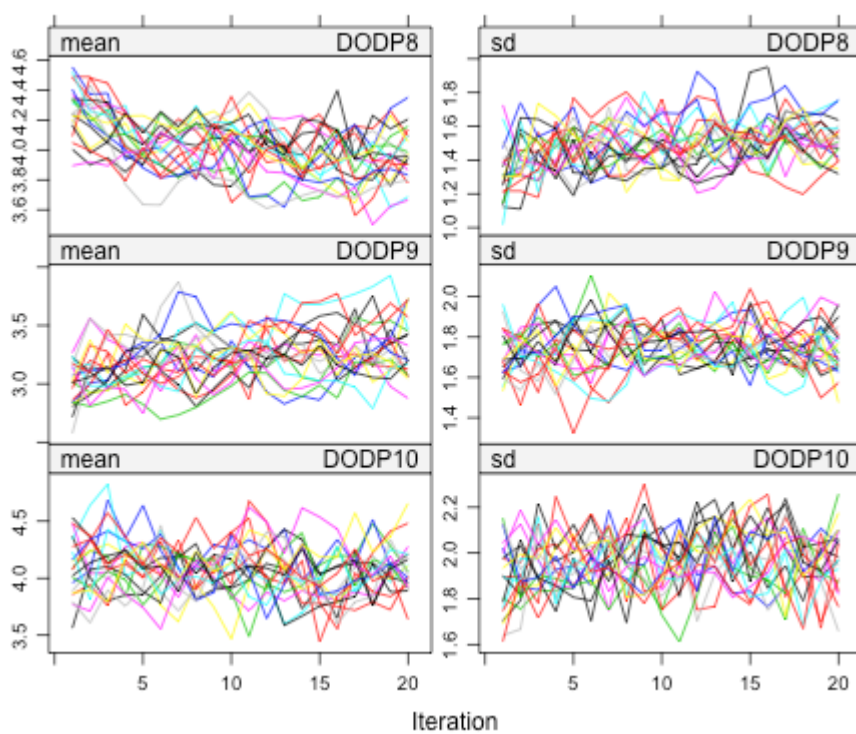 mean DODP8 sd DODP8
3.6 3.8 4.0 4.2 4.4 4.6
1.0 1.2 1.4 1.6 1.8
mean DODP9 sd DODP9
3.0 3.5
1.4 1.6 1.8 2.0
mean DODP10 sd DODP10
3.5 4.0 4.5
1.6 1.8 2.0 2.2
5 10 15 20 5 10 15 20
Iteration